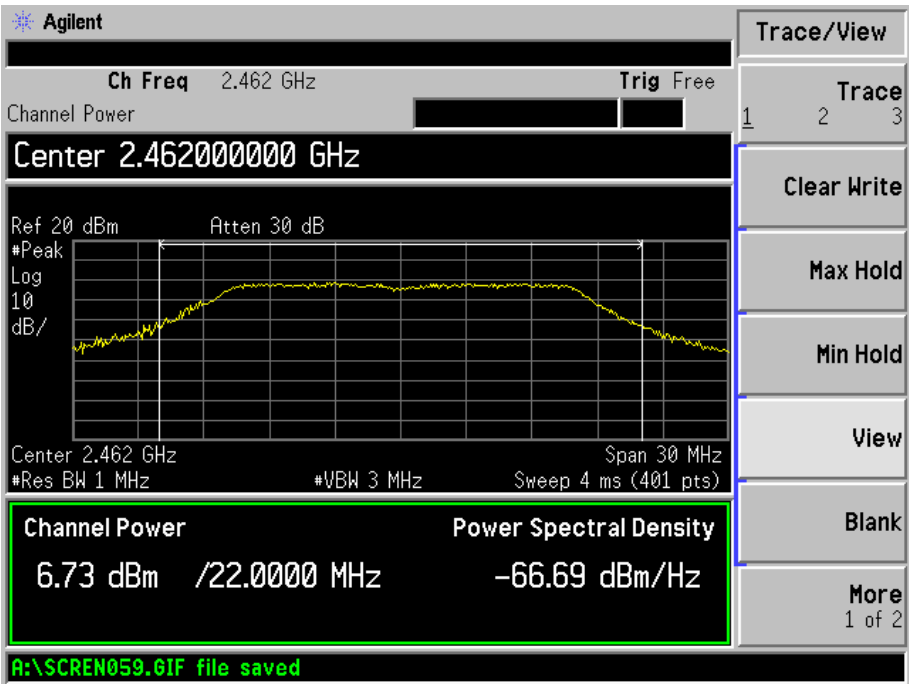 Agilent
Trace/View
Ch Freq 2.462 GHz Trig Free
Channel Power
Trace
1 2 3
Center 2.462000000 GHz
Clear Write
Ref 20 dBm Atten 30 dB
#Peak
Log
10
dB/
Max Hold
Min Hold
View
Center 2.462 GHz Span 30 MHz
#Res BW 1 MHz #VBW 3 MHz Sweep 4 ms (401 pts)
Channel Power Power Spectral Density
Blank
6.73 dBm /22.0000 MHz -66.69 dBm/Hz
More
1 of 2
A:\SCREN059.GIF file saved